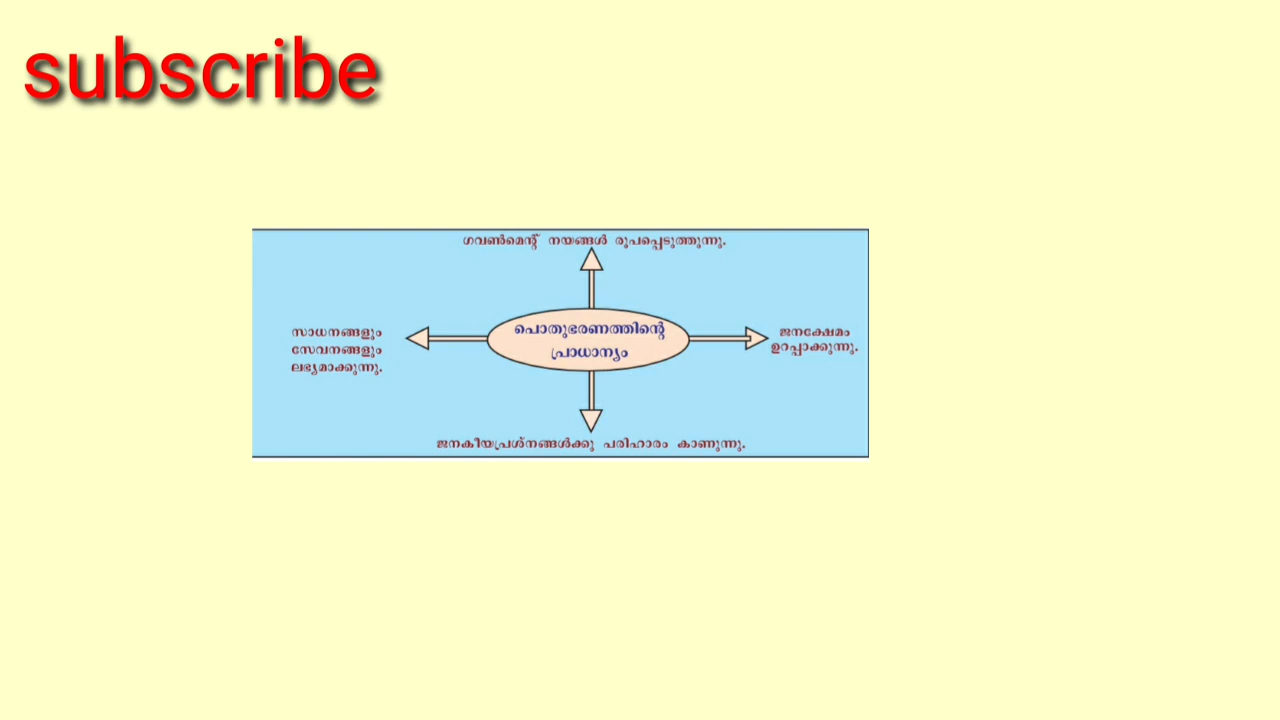 subscribe
ഗവൺമെന്റ് നയങ്ങൾ രൂപപ്പെടുത്തുന്നു.
സാധനങ്ങളും
സേവനങ്ങളും
ലഭ്യമാക്കുന്നു.
പൊതുഭരണത്തിന്റെ
പ്രാധാന്യം
ജനക്ഷേമം
ഉറപ്പാക്കുന്നു.
ജനകീയപ്രശ്നങ്ങൾക്കു പരിഹാരം കാണുന്നു.